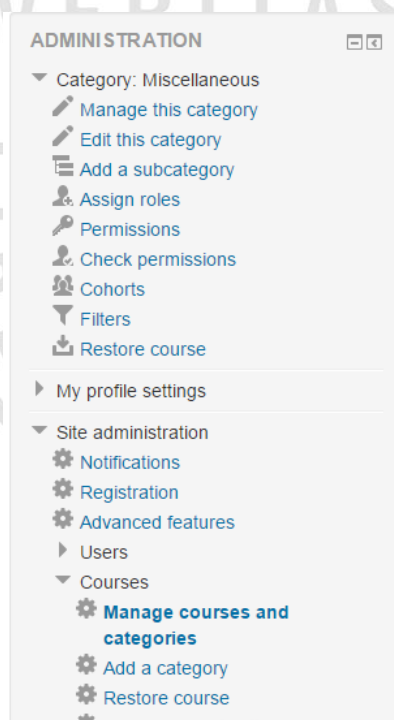 ADMINISTRATION
Category: Miscellaneous
Manage this category
Edit this category
Add a subcategory
Assign roles
Permissions
Check permissions
Cohorts
Filters
Restore course
My profile settings
Site administration
Notifications
Registration
Advanced features
Users
Courses
Manage courses and
categories
Add a category
Restore course